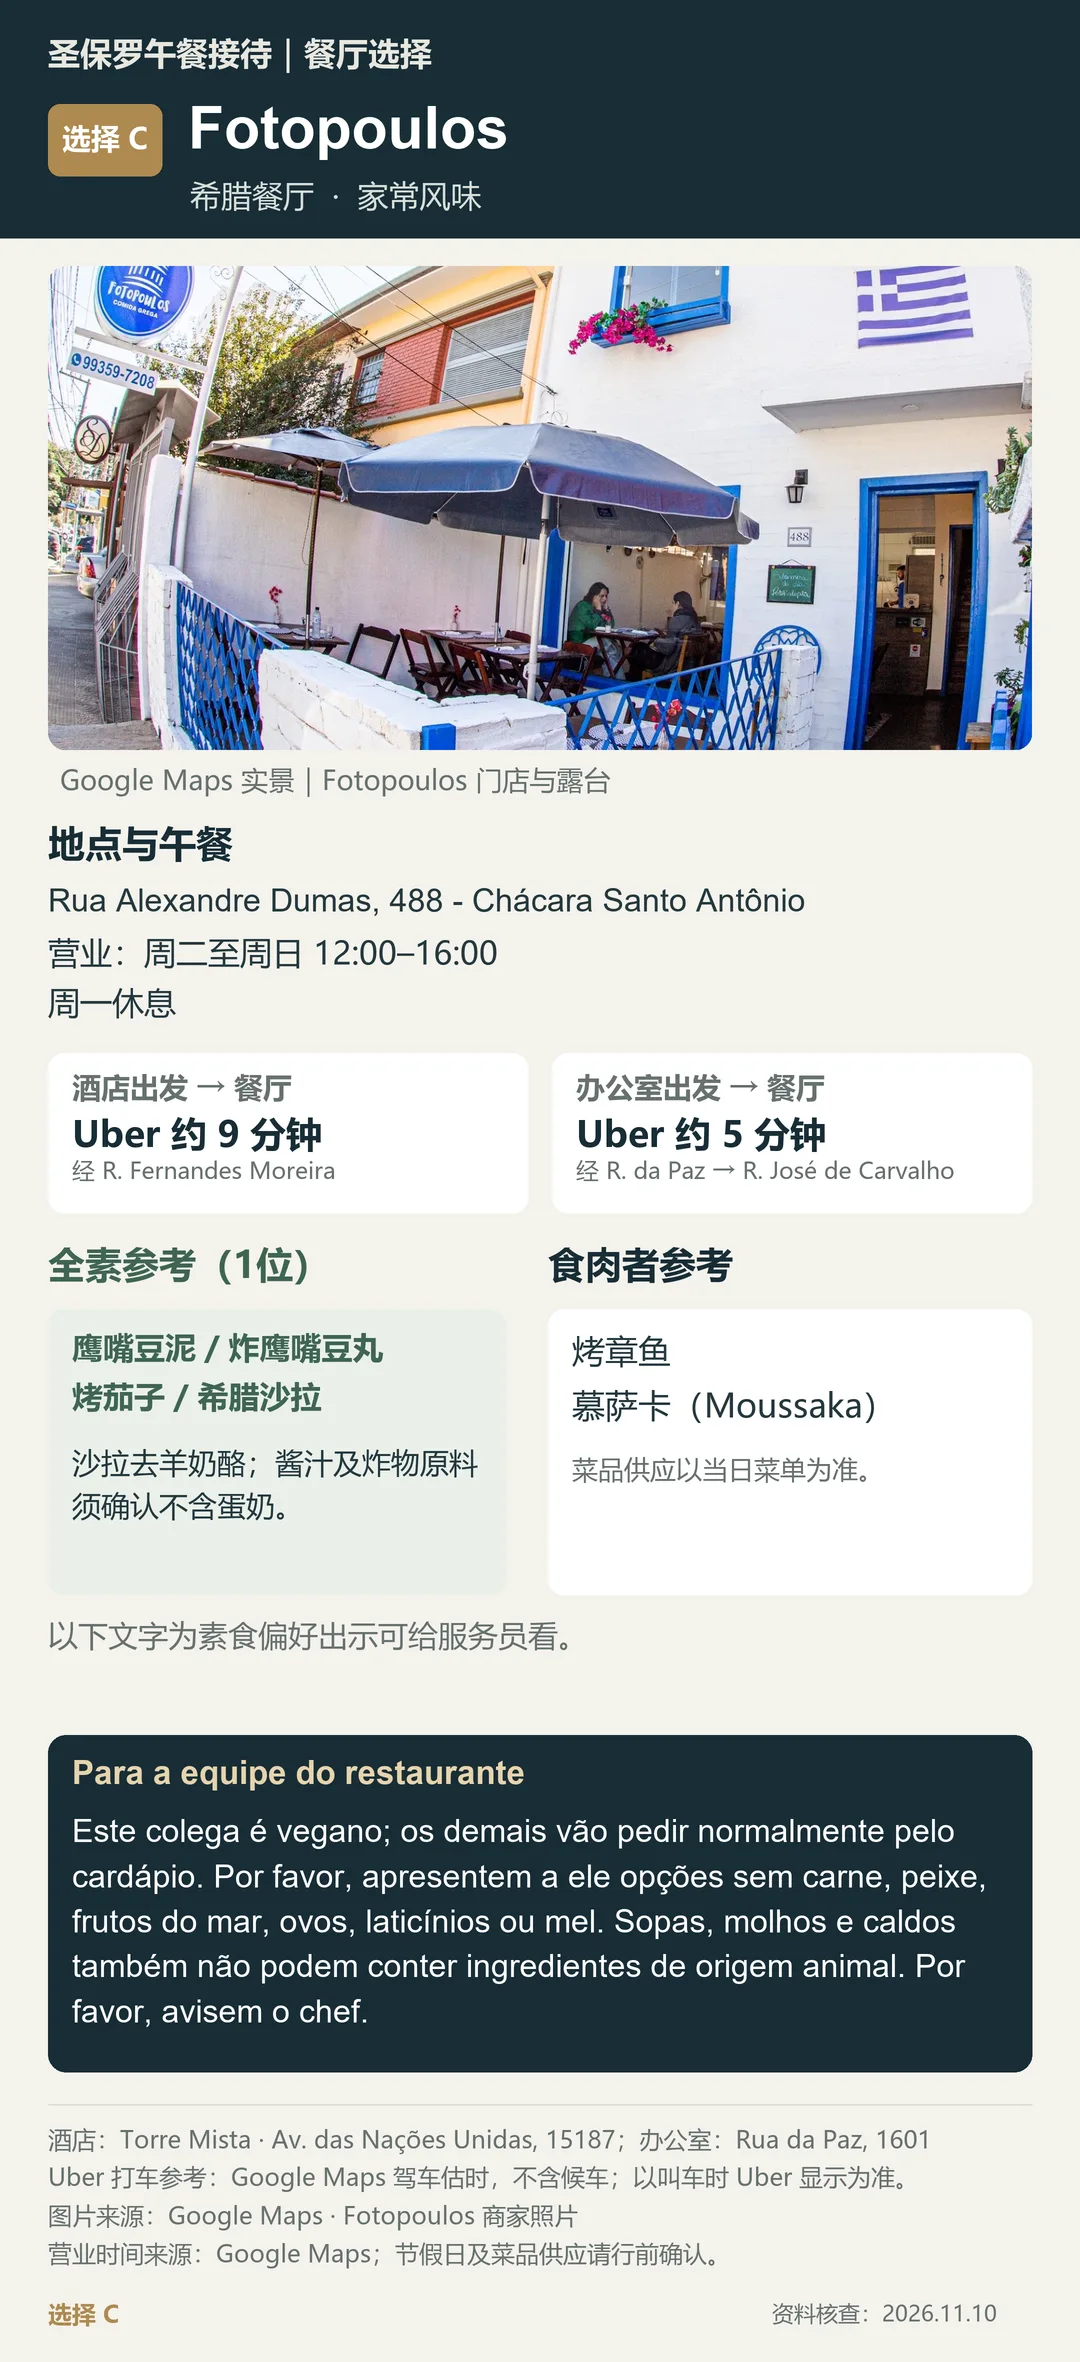 圣保罗午餐接待｜餐厅选择
选择 C
Fotopoulos
希腊餐厅 · 家常风味
FOTOPOULOS
COMIDA GREGA
99359-7208
488
Google Maps 实景｜Fotopoulos 门店与露台
地点与午餐
Rua Alexandre Dumas, 488 - Chácara Santo Antônio
营业：周二至周日 12:00–16:00
周一休息
酒店出发 → 餐厅
Uber 约 9 分钟
经 R. Fernandes Moreira
办公室出发 → 餐厅
Uber 约 5 分钟
经 R. da Paz → R. José de Carvalho
全素参考（1位）
鹰嘴豆泥 / 炸鹰嘴豆丸
烤茄子 / 希腊沙拉
沙拉去羊奶酪；酱汁及炸物原料
须确认不含蛋奶。
食肉者参考
烤章鱼
慕萨卡（Moussaka）
菜品供应以当日菜单为准。
以下文字为素食偏好出示可给服务员看。
Para a equipe do restaurante
Este colega é vegano; os demais vão pedir normalmente pelo
cardápio. Por favor, apresentem a ele opções sem carne, peixe,
frutos do mar, ovos, laticínios ou mel. Sopas, molhos e caldos
também não podem conter ingredientes de origem animal. Por
favor, avisem o chef.
酒店：Torre Mista · Av. das Nações Unidas, 15187；办公室：Rua da Paz, 1601
Uber 打车参考：Google Maps 驾车估时，不含候车；以叫车时 Uber 显示为准。
图片来源：Google Maps · Fotopoulos 商家照片
营业时间来源：Google Maps；节假日及菜品供应请行前确认。
选择 C
资料核查：2026.11.10